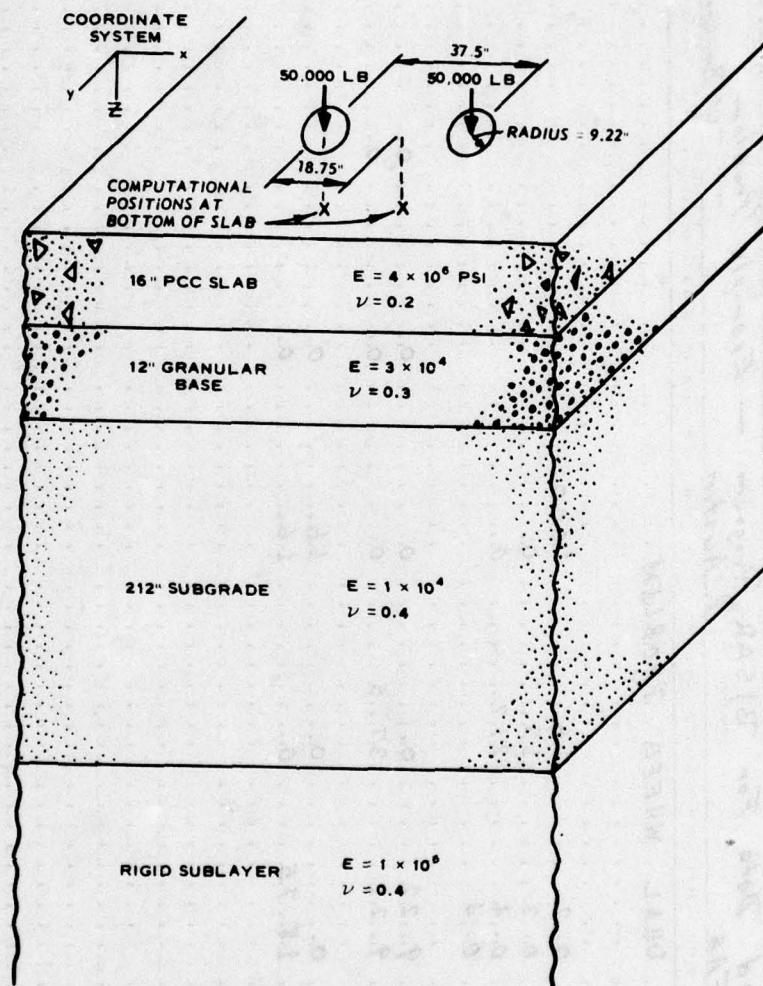 COORDINATE
SYSTEM
x
y
Z
37.5"
50,000 LB
50,000 LB
RADIUS = 9.22"
18.75"
COMPUTATIONAL
POSITIONS AT
BOTTOM OF SLAB
X
X
16" PCC SLAB
E = 4 × 10⁶ PSI
ν = 0.2
12" GRANULAR
BASE
E = 3 × 10⁴
ν = 0.3
212" SUBGRADE
E = 1 × 10⁴
ν = 0.4
RIGID SUBLAYER
E = 1 × 10⁶
ν = 0.4